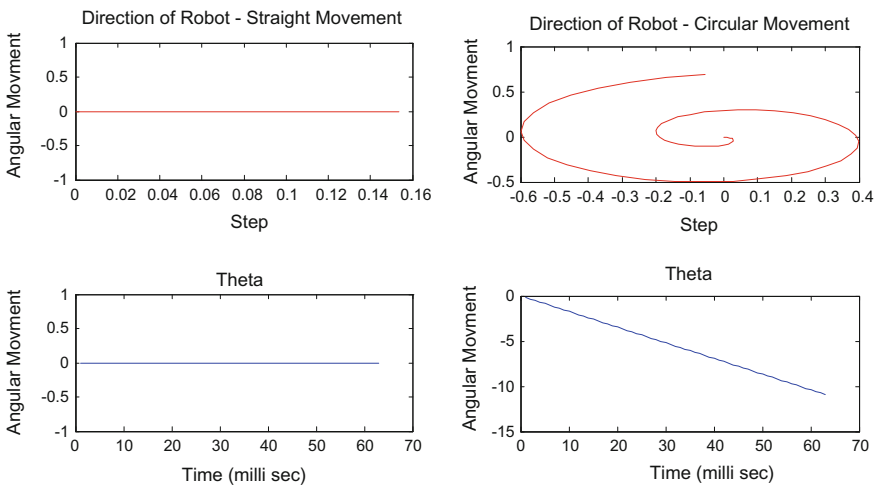 Direction of Robot - Straight Movement
1
0.5
0
-0.5
-1
Angular Movment
0 0.02 0.04 0.06 0.08 0.1 0.12 0.14 0.16
Step
Direction of Robot - Circular Movement
1
0.5
0
-0.5
Angular Movment
-0.6 -0.5 -0.4 -0.3 -0.2 -0.1 0 0.1 0.2 0.3 0.4
Step
Theta
1
0.5
0
-0.5
-1
Angular Movment
0 10 20 30 40 50 60 70
Time (milli sec)
Theta
0
-5
-10
-15
Angular Movment
0 10 20 30 40 50 60 70
Time (milli sec)